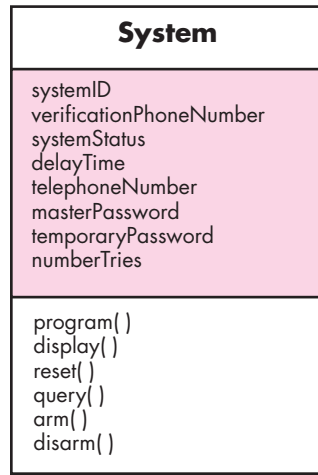 System
systemID
verificationPhoneNumber
systemStatus
delayTime
telephoneNumber
masterPassword
temporaryPassword
numberTries
program( )
display( )
reset( )
query( )
arm( )
disarm( )